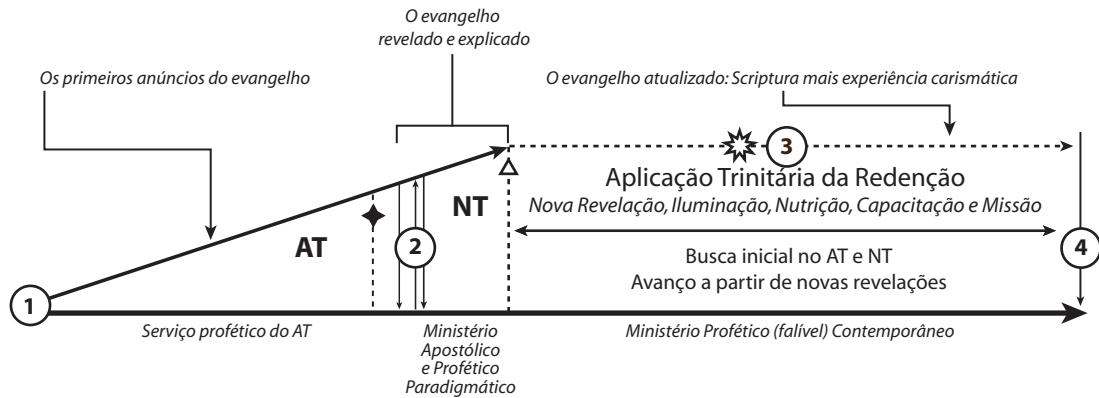 O evangelho
revelado e explicado
Os primeiros anúncios do evangelho
O evangelho atualizado: Scriptura mais experiência carismática
3
Aplicação Trinitária da Redenção
Nova Revelação, Iluminação, Nutrição, Capacitação e Missão
NT
AT
2
4
Busca inicial no AT e NT
Avanço a partir de novas revelações
1
Serviço profético do AT
Ministério
Apostólico
e Profético
Paradigmático
Ministério Profético (falível) Contemporâneo